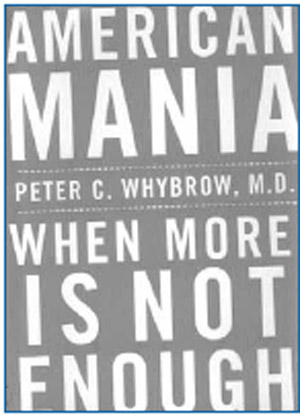 AMERICAN
MANIA
PETER C. WHYBROW, M.D.
WHEN MORE
IS NOT
ENOUGH